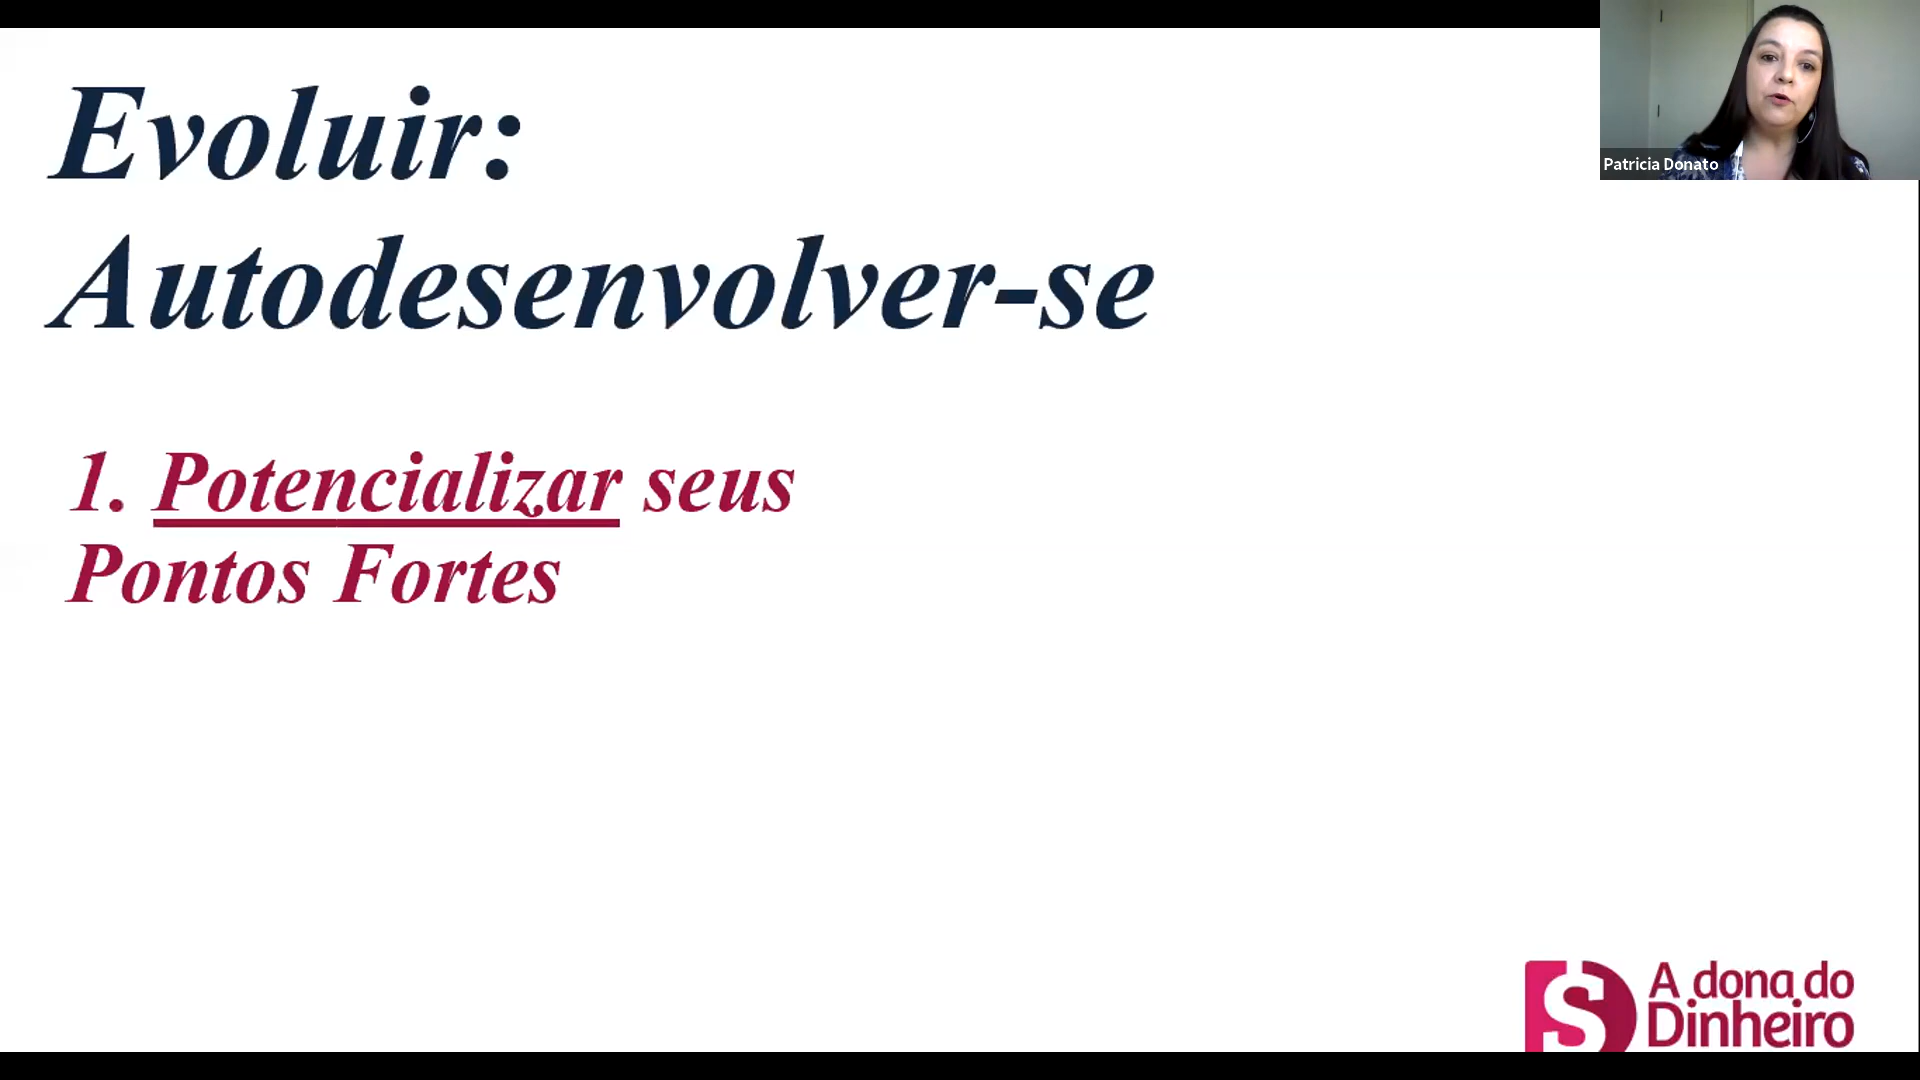 Evoluir:
Autodesenvolver-se
1. Potencializar seus
Pontos Fortes
Patricia Donato
A dona do
Dinheiro